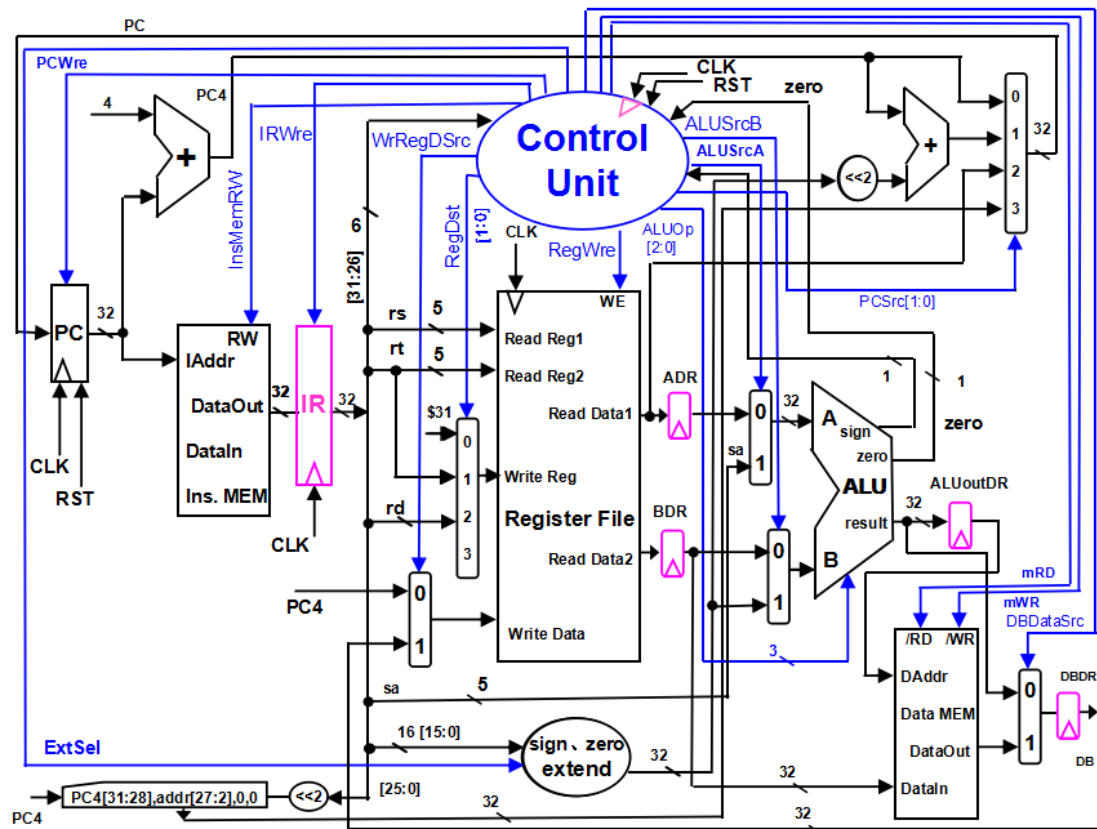 PC
PCWre
CLK
RST
zero
4
PC4
IRWre
WrRegDSrc
Control
Unit
ALUSrcB
ALUSrcA
+
+
<<2
0
1
2
3
32
6
[31:26]
InsMemRW
RegDst
[1:0]
CLK
RegWre
ALUOp
[2:0]
PCSrc[1:0]
PC
32
CLK
RST
RW
IAddr
DataOut
DataIn
Ins. MEM
32
IR
32
CLK
rs
5
rt
5
WE
Read Reg1
Read Reg2
Read Data1
Write Reg
Register File
Read Data2
Write Data
$31
0
1
2
3
rd
PC4
0
1
ADR
BDR
0
1
sa
32
0
1
A
sign
zero
ALU
result
B
1
1
zero
32
ALUoutDR
3
mRD
mWR
DBDataSrc
/RD
/WR
DAddr
Data MEM
DataOut
DataIn
0
1
DBDR
DB
sa
5
16 [15:0]
sign、zero
extend
32
ExtSel
[25:0]
PC4[31:28],addr[27:2],0,0
<<2
PC4
32
32
32